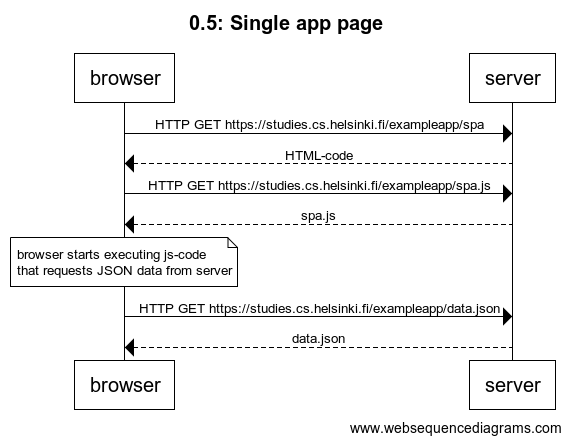 0.5: Single app page
browser
server
HTTP GET https://studies.cs.helsinki.fi/exampleapp/spa
HTML-code
HTTP GET https://studies.cs.helsinki.fi/exampleapp/spa.js
spa.js
browser starts executing js-code
that requests JSON data from server
HTTP GET https://studies.cs.helsinki.fi/exampleapp/data.json
data.json
browser
server
www.websequencediagrams.com